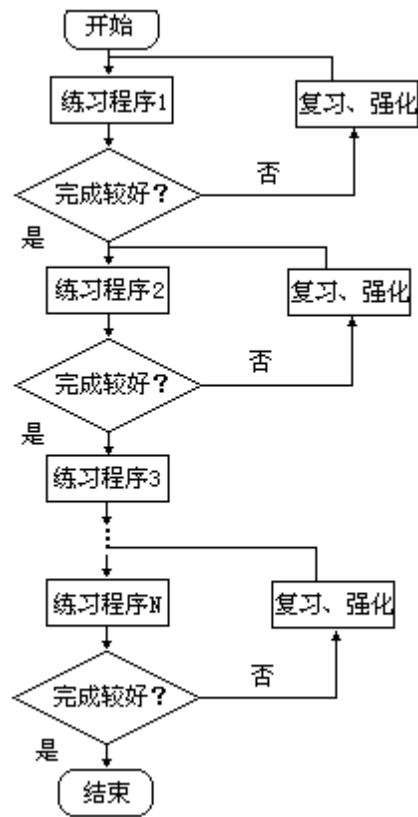 开始
练习程序1
复习、强化
完成较好？
否
是
练习程序2
复习、强化
完成较好？
否
是
练习程序3
练习程序N
复习、强化
完成较好？
否
是
结束